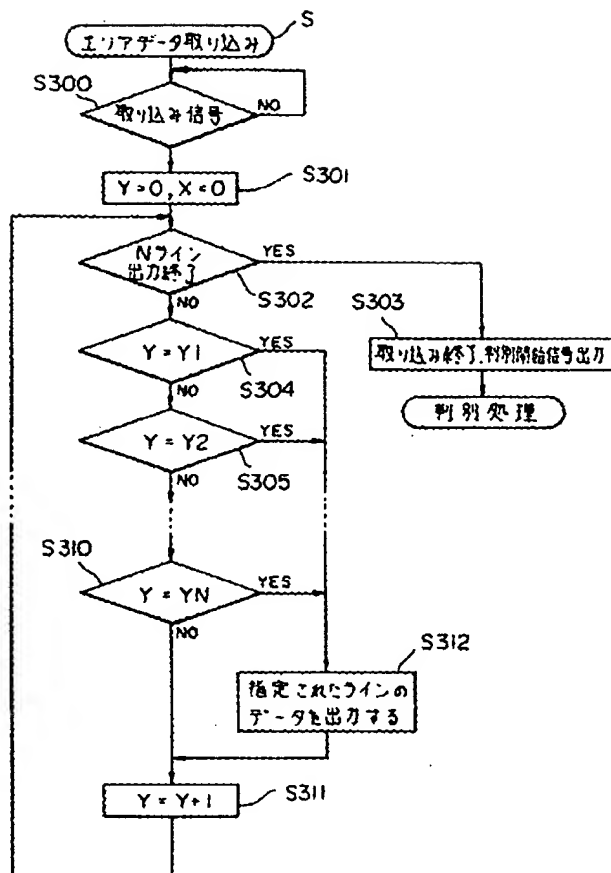 S
エリアデータ取り込み
S300
取り込み信号
NO
Y=0, X=0
S301
Nライン
出力終了
YES
S302
NO
S303
取り込み終了、判別開始信号出力
判別処理
Y = Y1
YES
S304
NO
Y = Y2
YES
S305
NO
S310
Y = YN
YES
NO
S312
指定されたラインの
データを出力する
Y = Y+1
S311